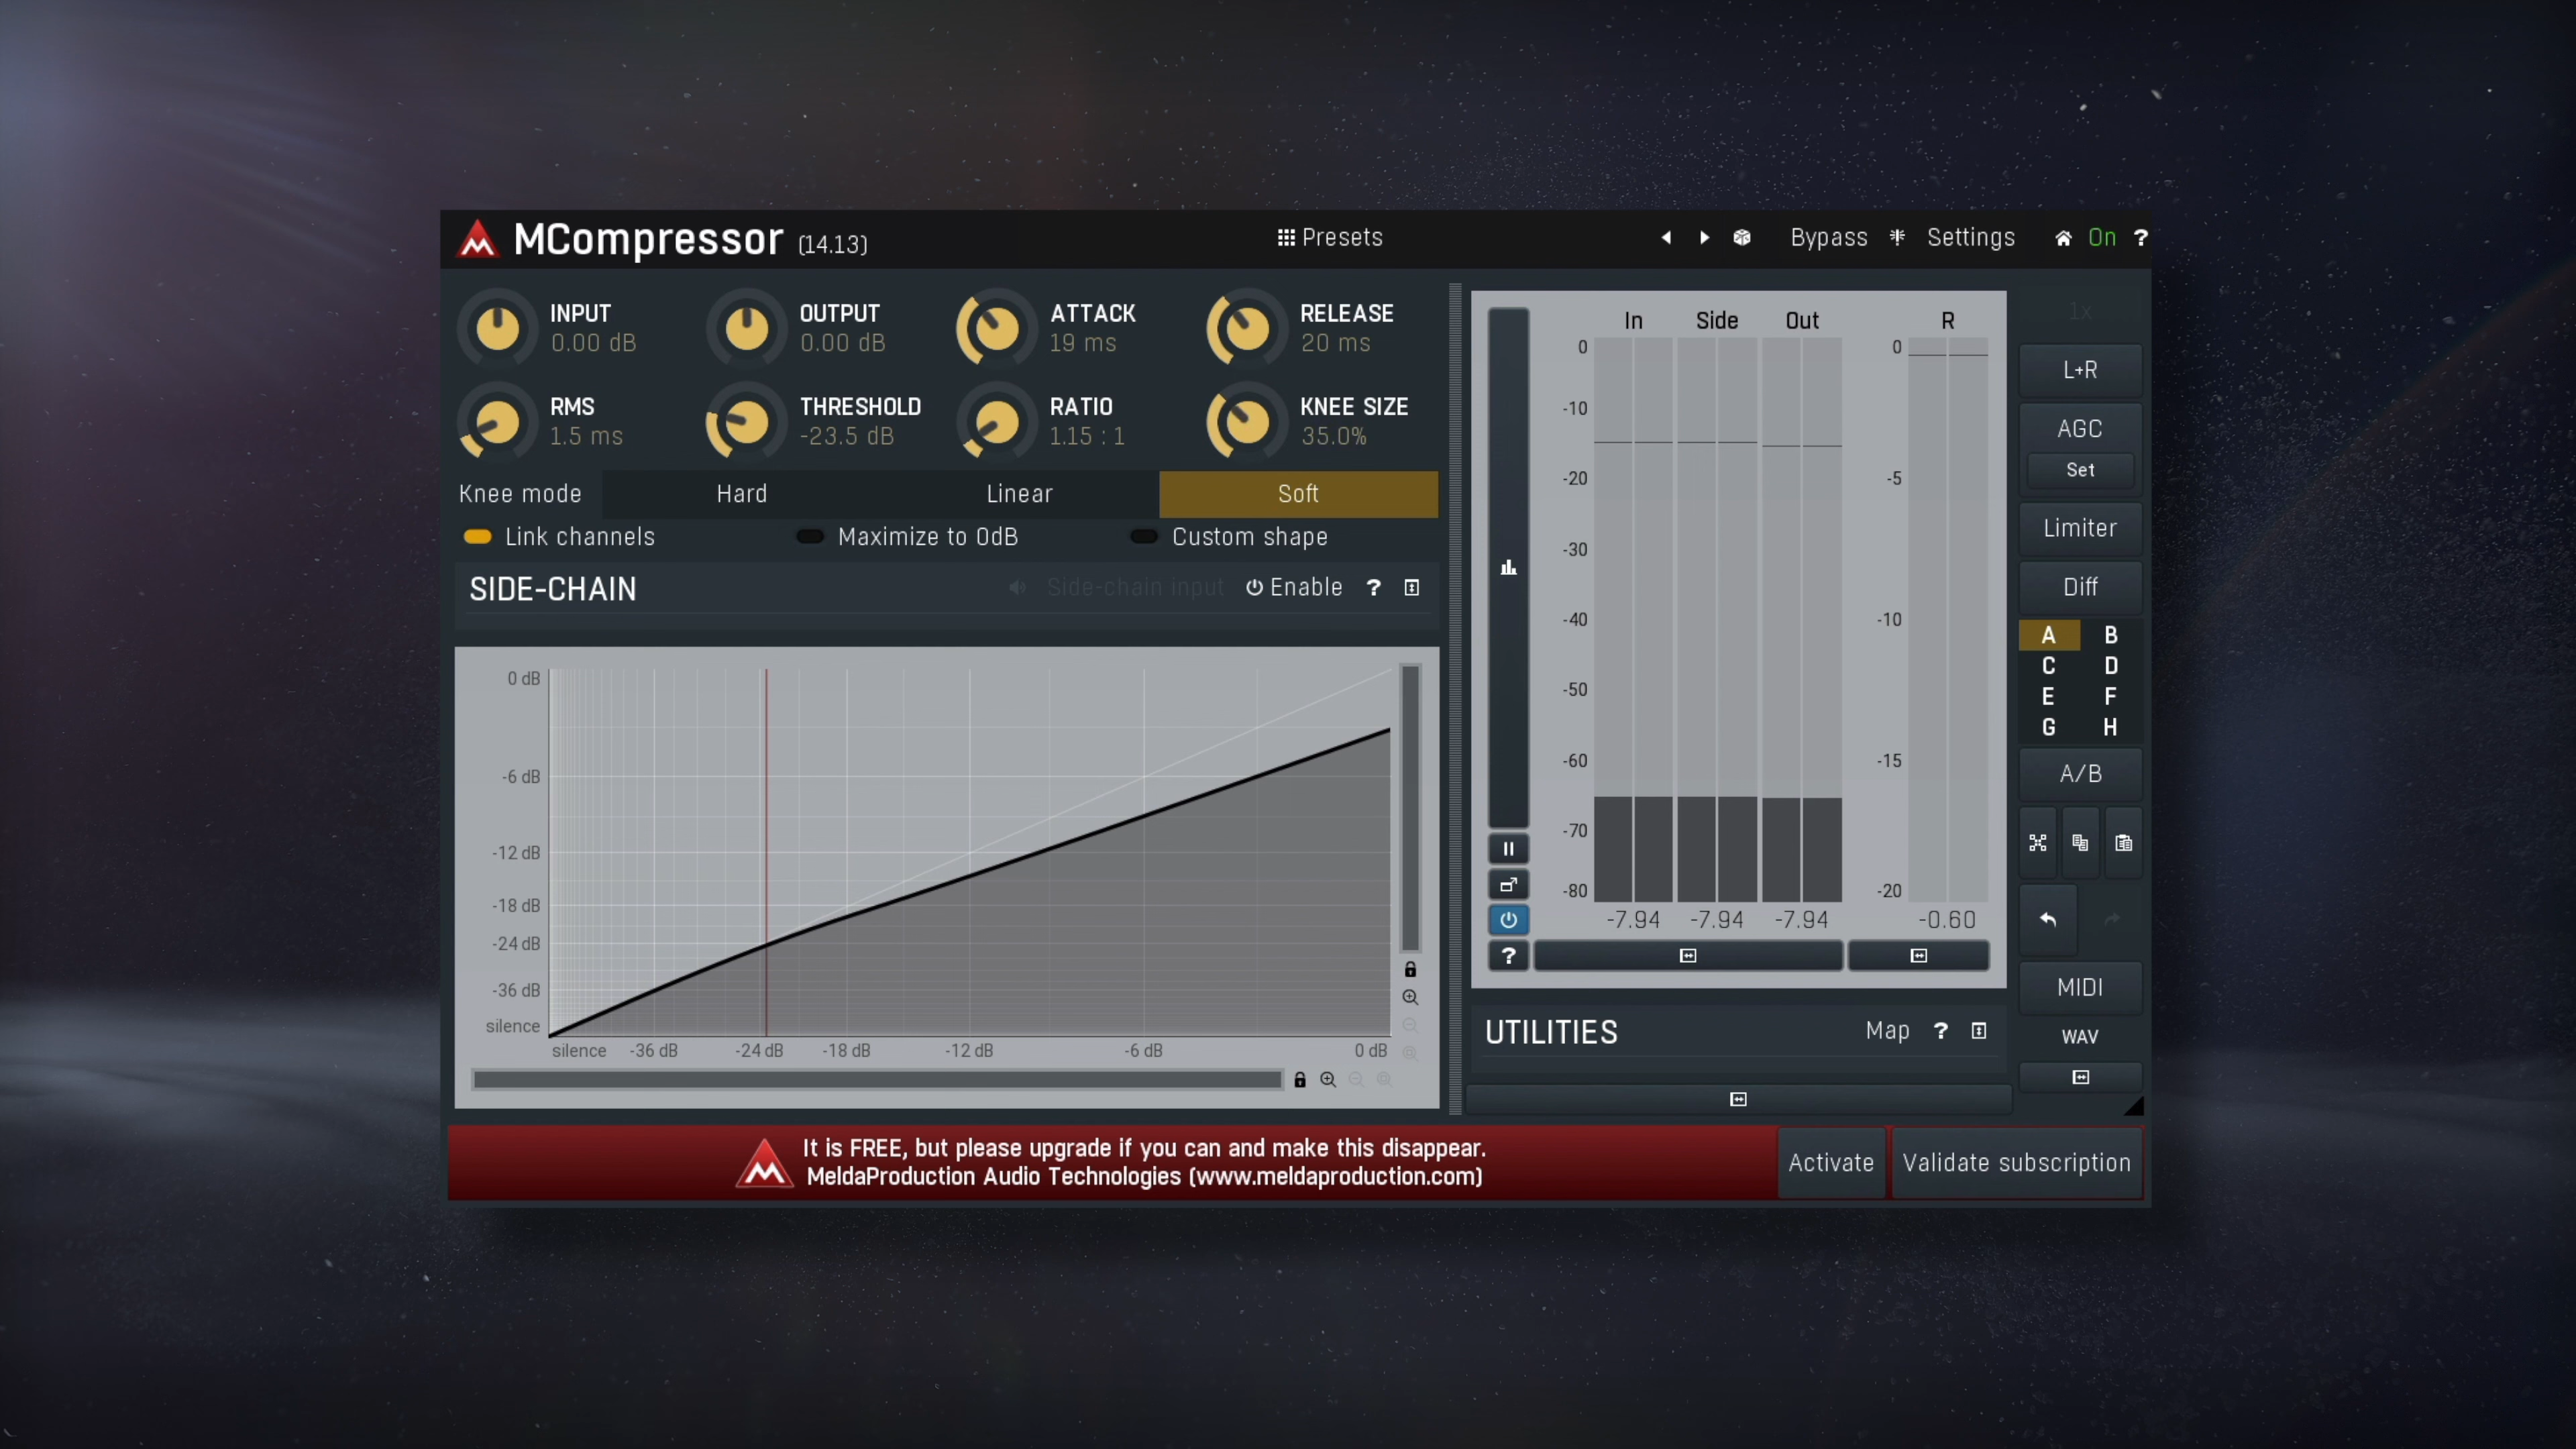 MCompressor (14.13)
Presets
Bypass
Settings
On ?
INPUT
0.00 dB
OUTPUT
0.00 dB
ATTACK
19 ms
RELEASE
20 ms
RMS
1.5 ms
THRESHOLD
-23.5 dB
RATIO
1.15 : 1
KNEE SIZE
35.0%
Knee mode
Hard
Linear
Soft
Link channels
Maximize to 0dB
Custom shape
SIDE-CHAIN
Side-chain input
Enable
?
0 dB
-6 dB
-12 dB
-18 dB
-24 dB
-36 dB
silence
silence
-36 dB
-24 dB
-18 dB
-12 dB
-6 dB
0 dB
In
Side
Out
R
0
-10
-20
-30
-40
-50
-60
-70
-80
0
-5
-10
-15
-20
-7.94
-7.94
-7.94
-0.60
?
UTILITIES
Map
?
1x
L+R
AGC
Set
Limiter
Diff
A B
C D
E F
G H
A/B
MIDI
WAV
It is FREE, but please upgrade if you can and make this disappear.
MeldaProduction Audio Technologies (www.meldaproduction.com)
Activate
Validate subscription